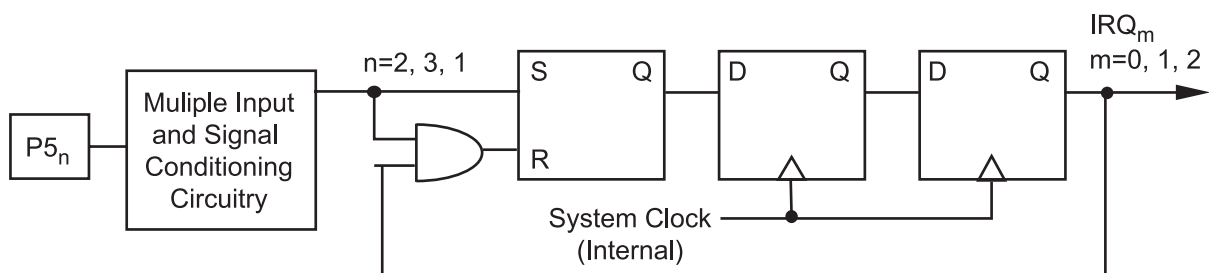 P5n
Muliple Input
and Signal
Conditioning
Circuitry
n=2, 3, 1
S
Q
R
D
Q
D
Q
IRQm
m=0, 1, 2
System Clock
(Internal)